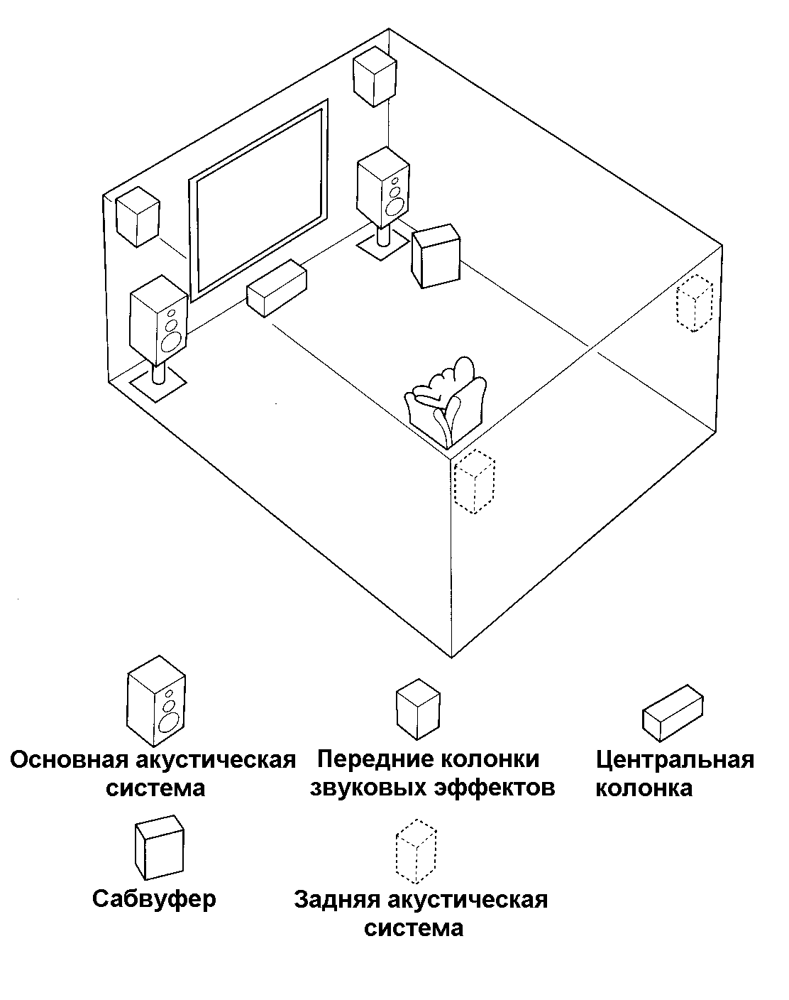 Основная акустическая
система
Передние колонки
звуковых эффектов
Центральная
колонка
Сабвуфер
Задняя акустическая
система